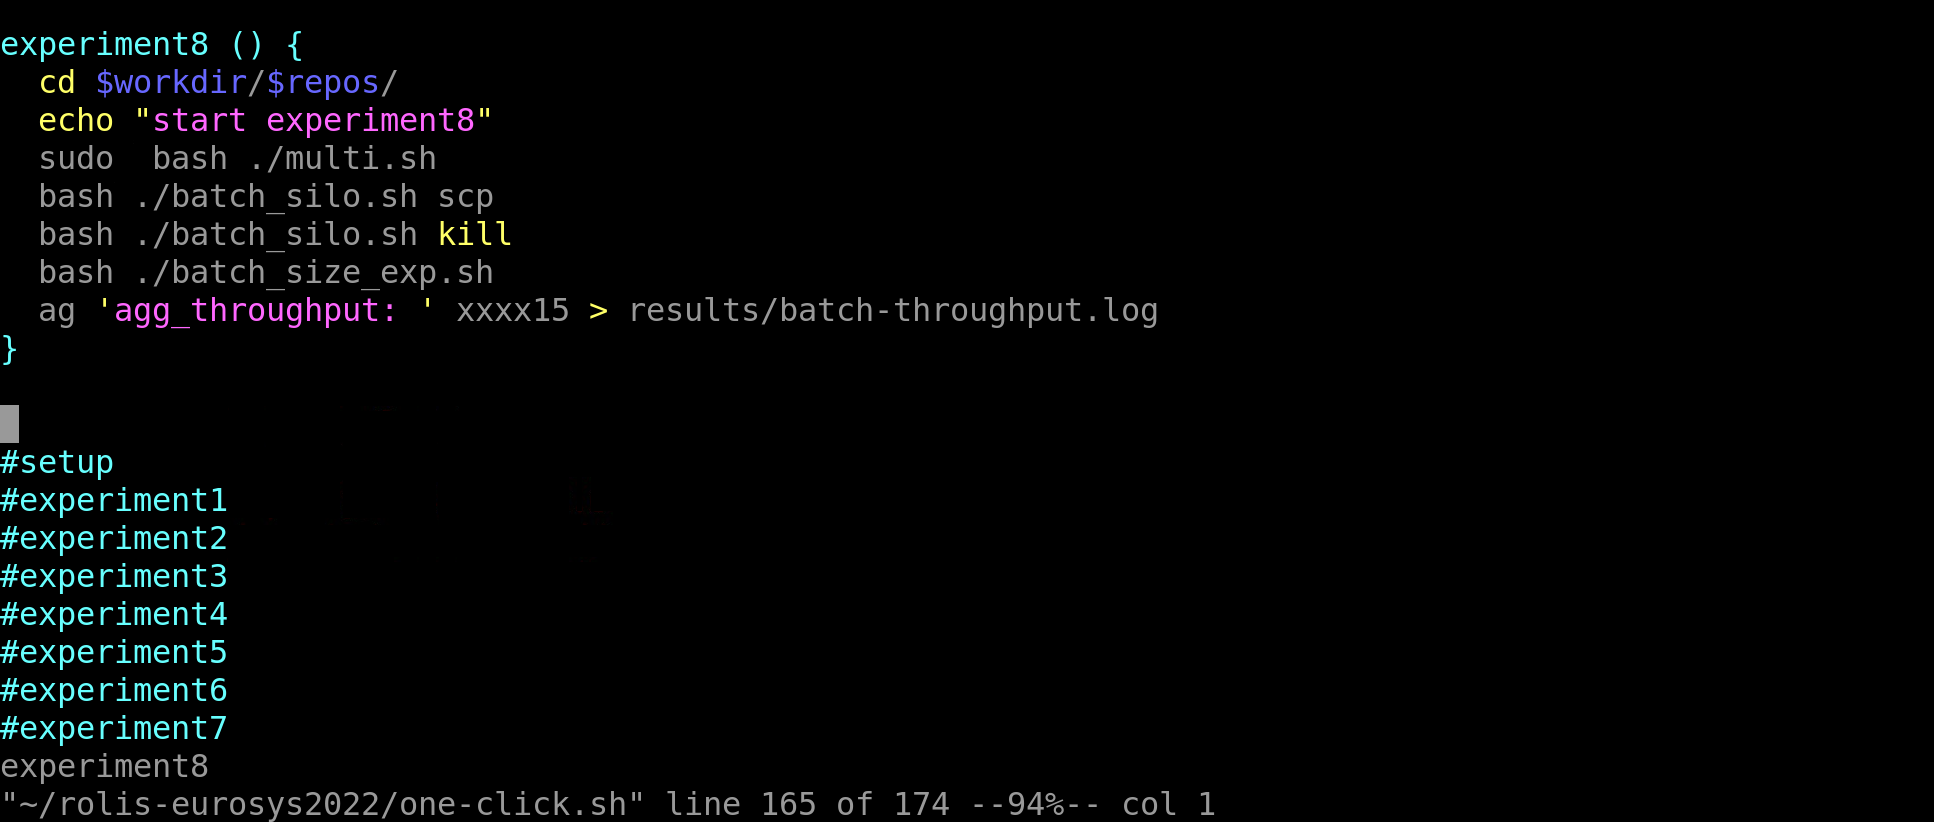 experiment8 () {
  cd $workdir/$repos/
  echo "start experiment8"
  sudo  bash ./multi.sh
  bash ./batch_silo.sh scp
  bash ./batch_silo.sh kill
  bash ./batch_size_exp.sh
  ag 'agg_throughput: ' xxxx15 > results/batch-throughput.log
}
#setup
#experiment1
#experiment2
#experiment3
#experiment4
#experiment5
#experiment6
#experiment7
experiment8
"~/rolis-eurosys2022/one-click.sh" line 165 of 174 --94%-- col 1